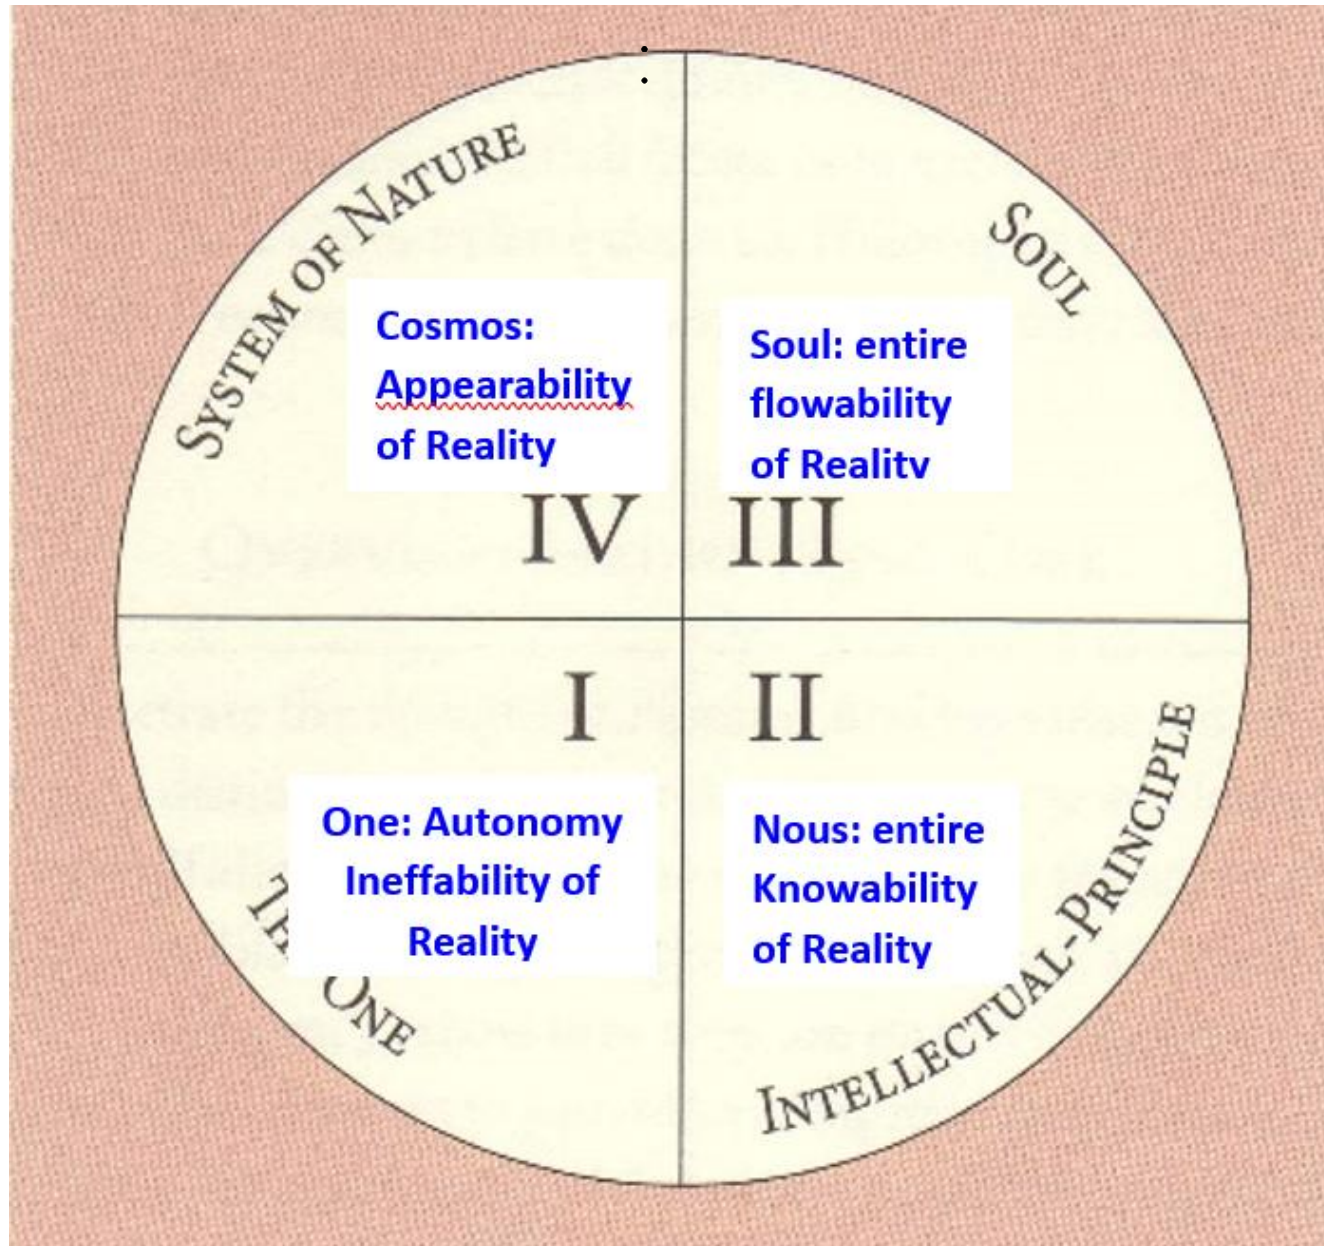 SYSTEM OF NATURE
SOUL
Cosmos:
Appearability
of Reality
Soul: entire
flowability
of Reality
IV
III
I
II
One: Autonomy
Ineffability of
Reality
Nous: entire
Knowability
of Reality
ONE
INTELLECTUAL-PRINCIPLE